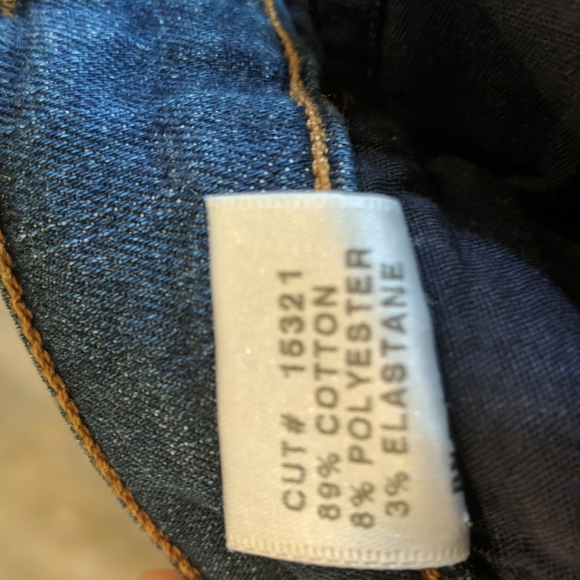 CUT# 15321
89% COTTON
8% POLYESTER
3% ELASTANE